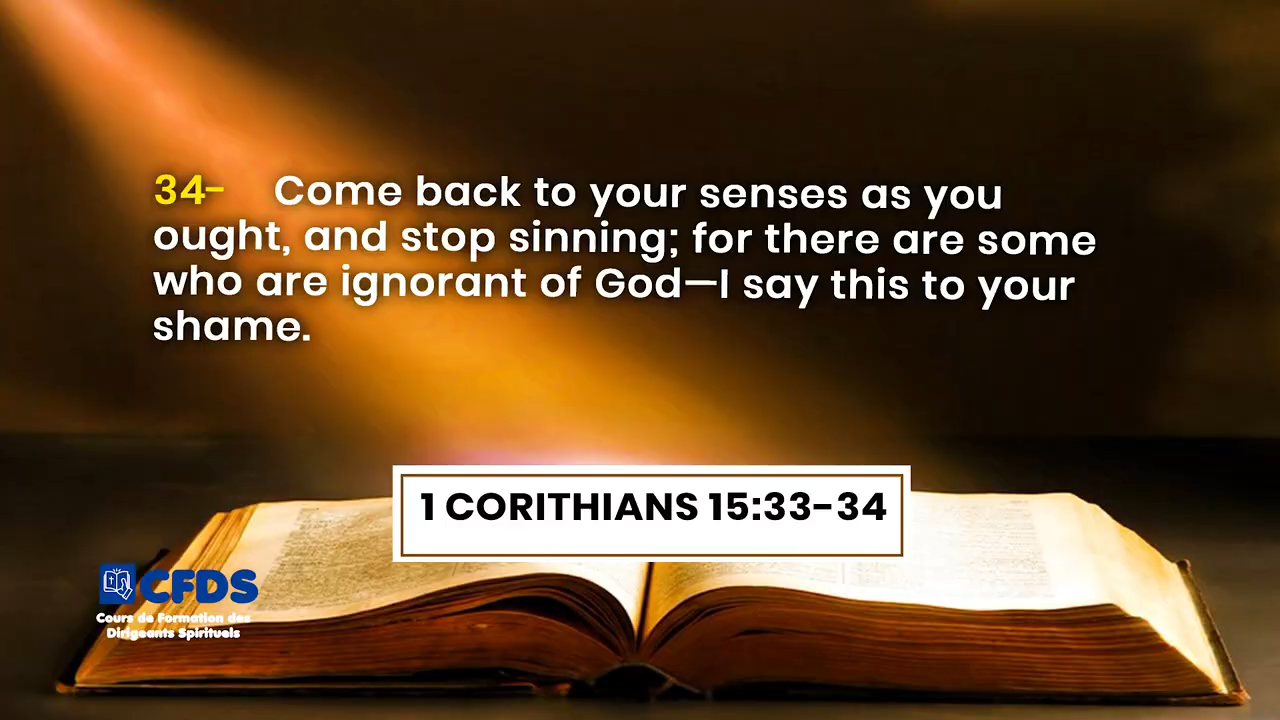 34- Come back to your senses as you
ought, and stop sinning; for there are some
who are ignorant of God—I say this to your
shame.
1 CORITHIANS 15:33-34
CFDS
Cours de Formation des
Dirigeants Spirituels